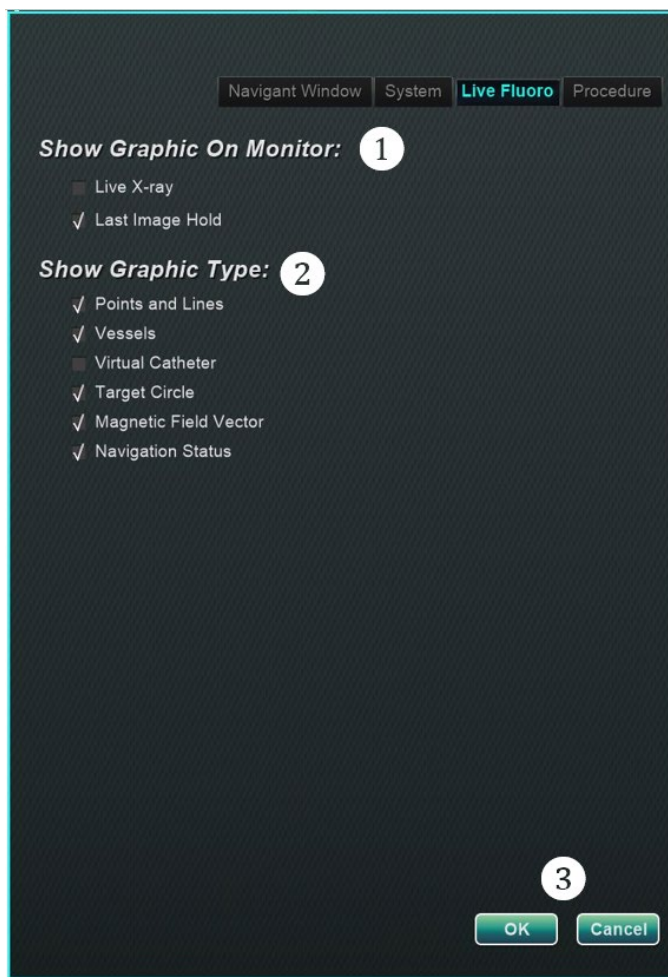 Navigant Window System Live Fluoro Procedure
Show Graphic On Monitor: 1
Live X-ray
Last Image Hold
Show Graphic Type: 2
Points and Lines
Vessels
Virtual Catheter
Target Circle
Magnetic Field Vector
Navigation Status
3
OK Cancel